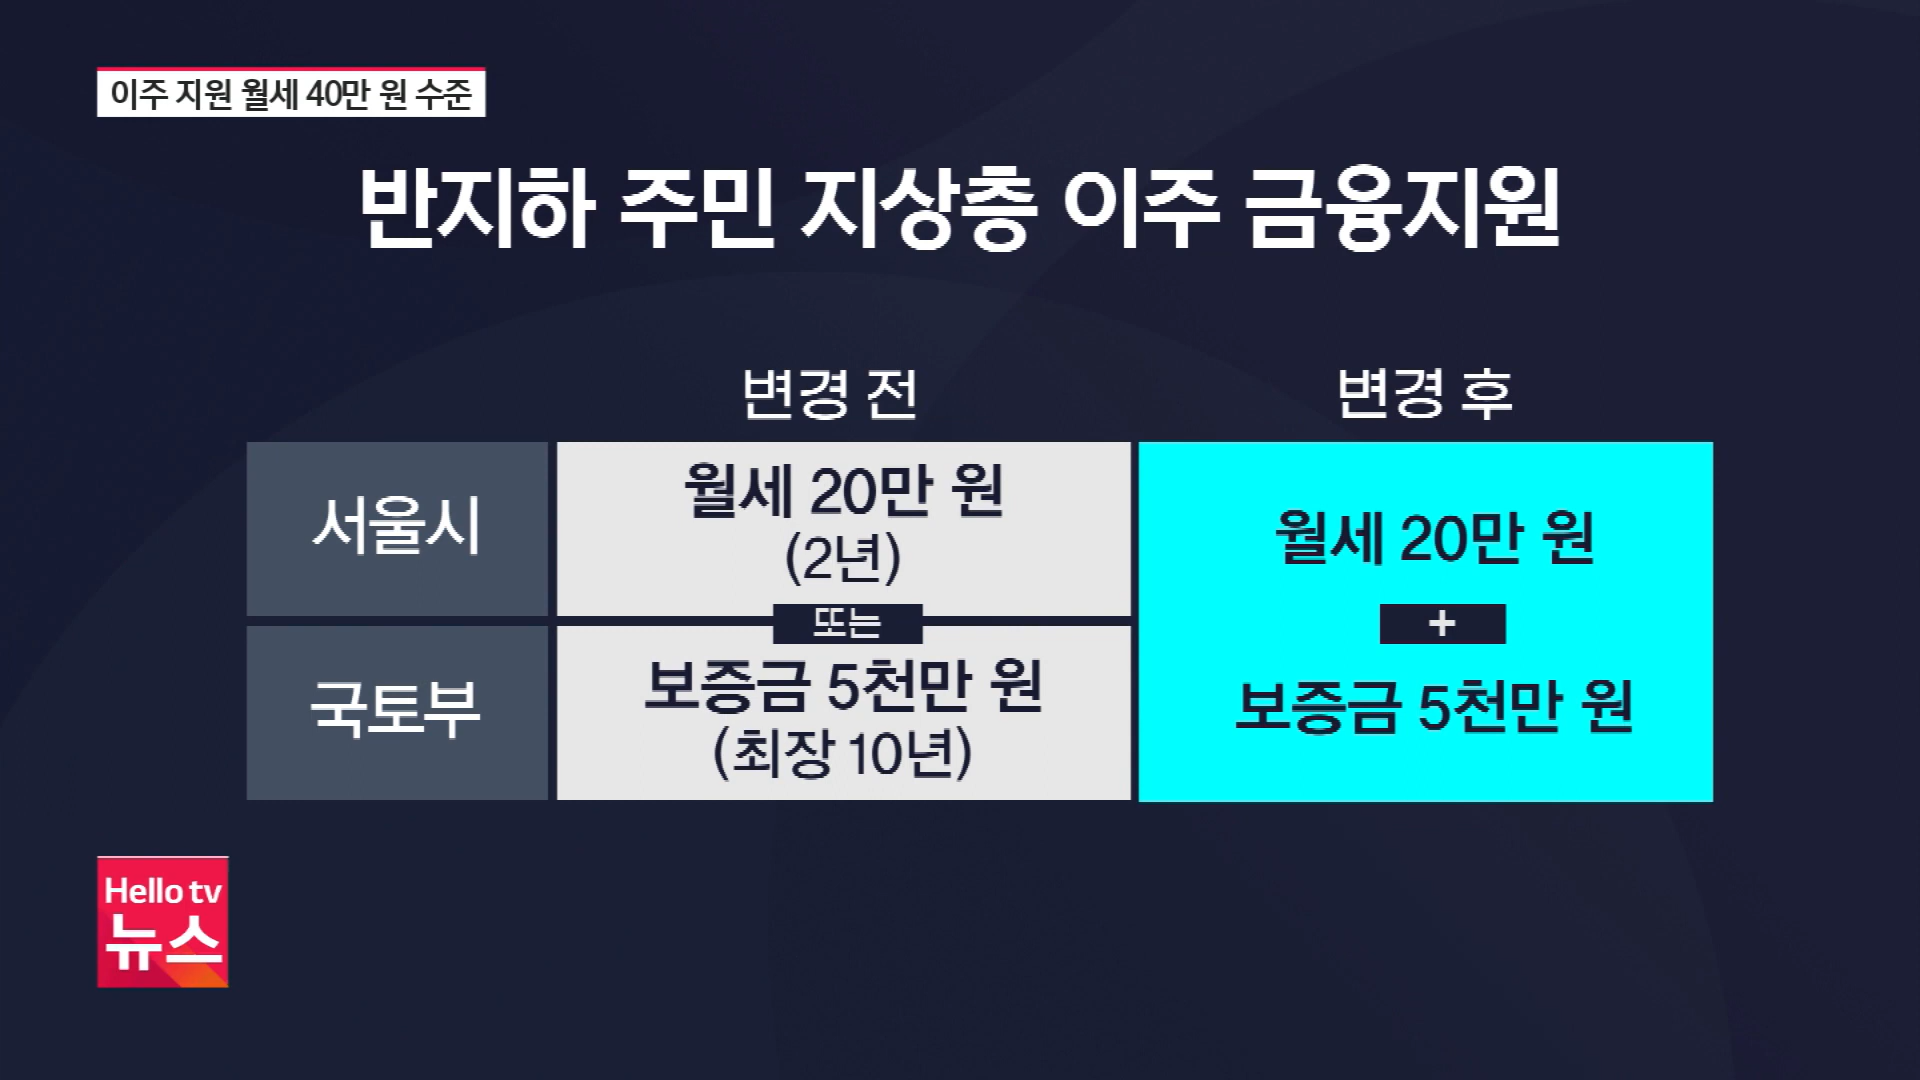 이주 지원 월세 40만 원 수준
반지하 주민 지상층 이주 금융지원
변경 전
변경 후
서울시
월세 20만 원
(2년)
또는
국토부
보증금 5천만 원
(최장 10년)
월세 20만 원
+
보증금 5천만 원
Hello tv
뉴스